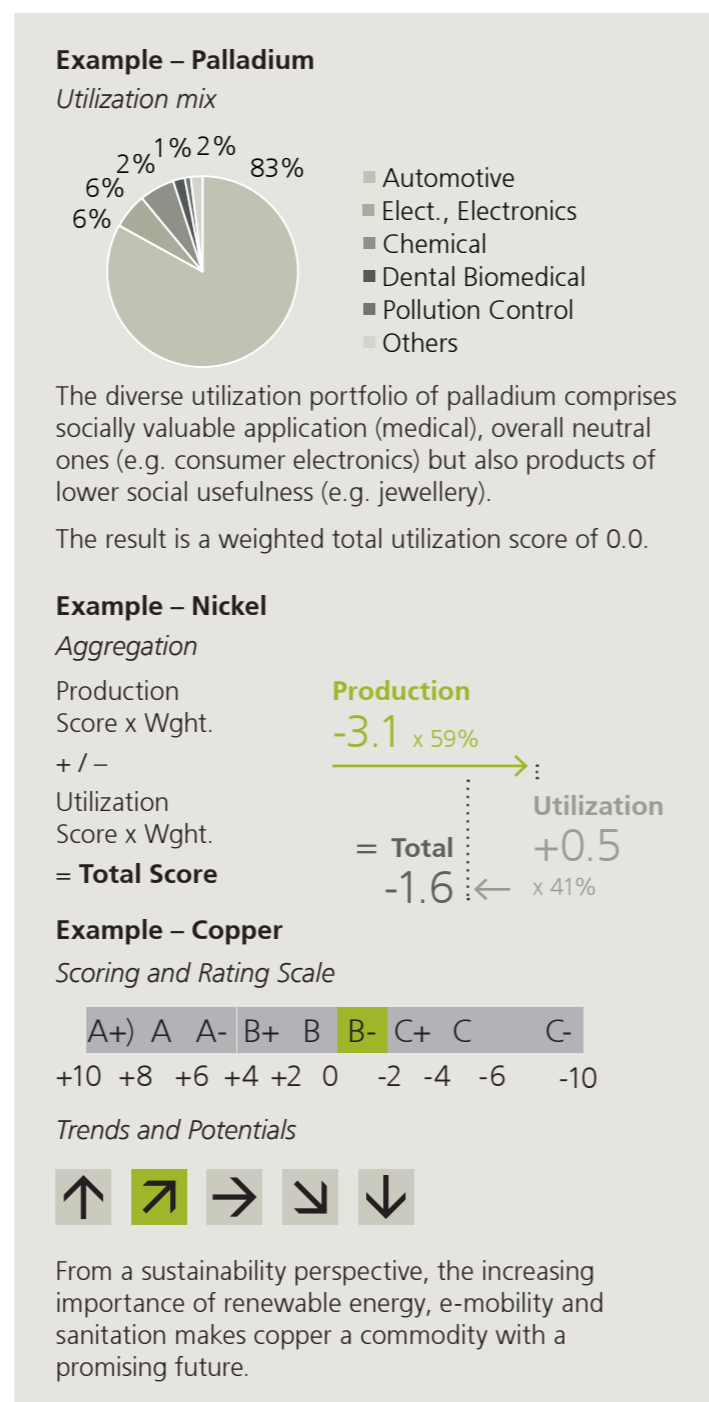 Example – Palladium
Utilization mix
1% 2%
2%
83%
6%
6%
Automotive
Elect., Electronics
Chemical
Dental Biomedical
Pollution Control
Others
The diverse utilization portfolio of palladium comprises
socially valuable application (medical), overall neutral
ones (e.g. consumer electronics) but also products of
lower social usefulness (e.g. jewellery).
The result is a weighted total utilization score of 0.0.
Example – Nickel
Aggregation
Production
Score x Wght.
+ / –
Utilization
Score x Wght.
= Total Score
Production
-3.1 x 59%
Utilization
+0.5
x 41%
= Total
-1.6
Example – Copper
Scoring and Rating Scale
A+) A A- B+ B B- C+ C C-
+10 +8 +6 +4 +2 0 -2 -4 -6 -10
Trends and Potentials
From a sustainability perspective, the increasing
importance of renewable energy, e-mobility and
sanitation makes copper a commodity with a
promising future.